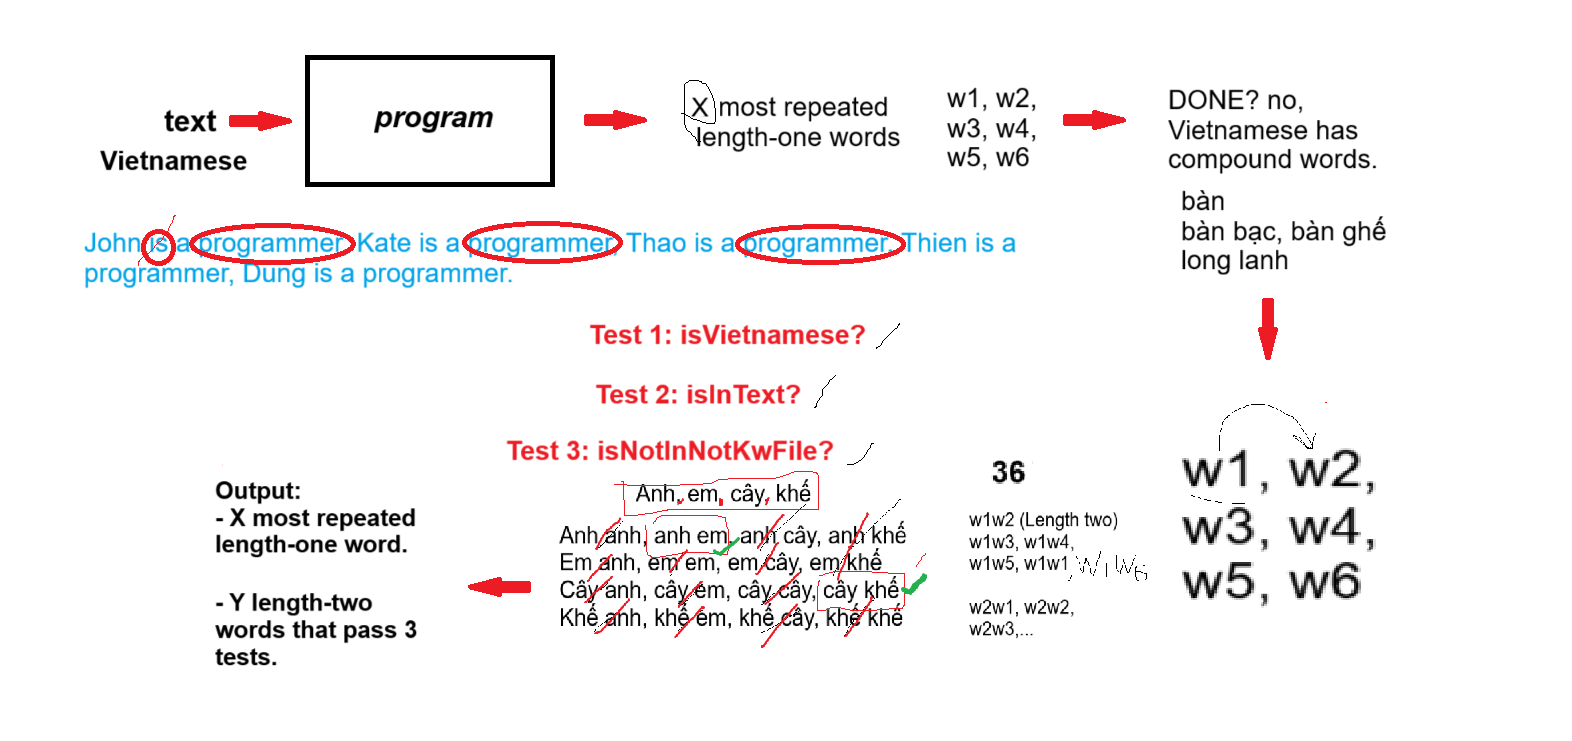 text
Vietnamese
program
X most repeated
length-one words
w1, w2,
w3, w4,
w5, w6
DONE? no,
Vietnamese has
compound words.
bàn
bàn bạc, bàn ghế
long lanh
John is a programmer, Kate is a programmer, Thao is a programmer. Thien is a
programmer, Dung is a programmer.
Test 1: isVietnamese?
Test 2: isInText?
Test 3: isNotInNotKwFile?
w1, w2,
w3, w4,
w5, w6
36
w1w2 (Length two)
w1w3, w1w4,
w1w5, w1w1, W1W6
w2w1, w2w2,
w2w3,...
Anh, em, cây, khế
Anh anh, anh em, anh cây, anh khế
Em anh, em em, em cây, em khế
Cây anh, cây em, cây cây, cây khế
Khế anh, khế em, khế cây, khế khế
Output:
- X most repeated
length-one word.
- Y length-two
words that pass 3
tests.